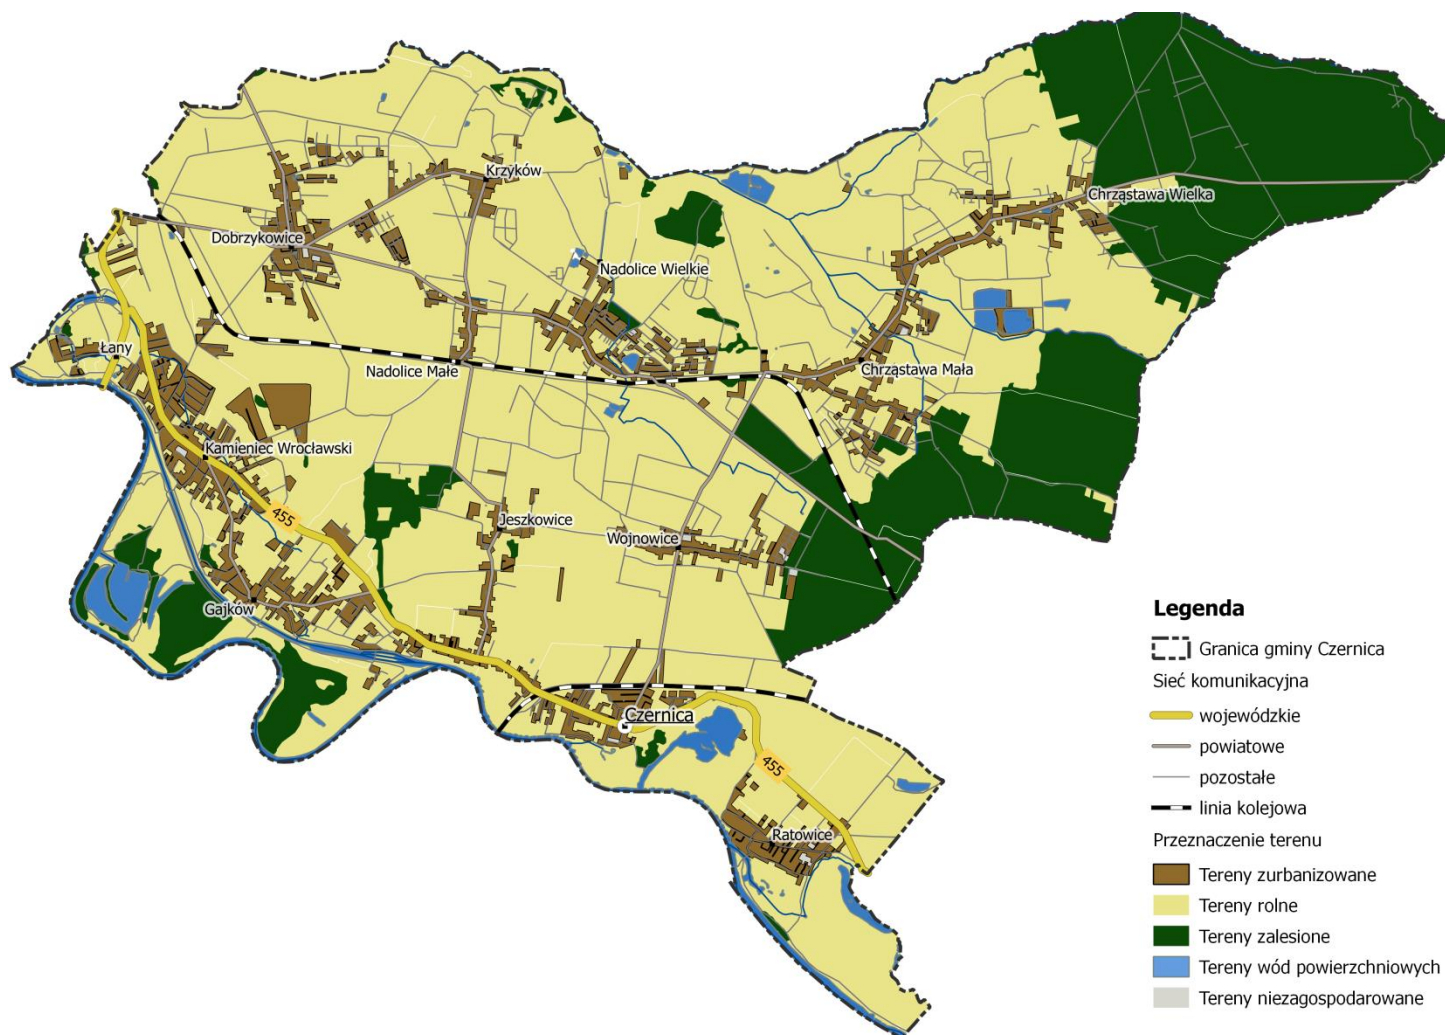 Krzyków
Chrząstawa Wielka
Dobrzykowice
Nadolice Wielkie
Łany
Nadolice Małe
Chrząstawa Mała
Kamieniec Wrocławski
455
Jeszkowice
Wojnowice
Gajków
Czernica
455
Ratowice
Legenda
Granica gminy Czernica
Sieć komunikacyjna
wojewódzkie
powiatowe
pozostałe
linia kolejowa
Przeznaczenie terenu
Tereny zurbanizowane
Tereny rolne
Tereny zalesione
Tereny wód powierzchniowych
Tereny niezagospodarowane